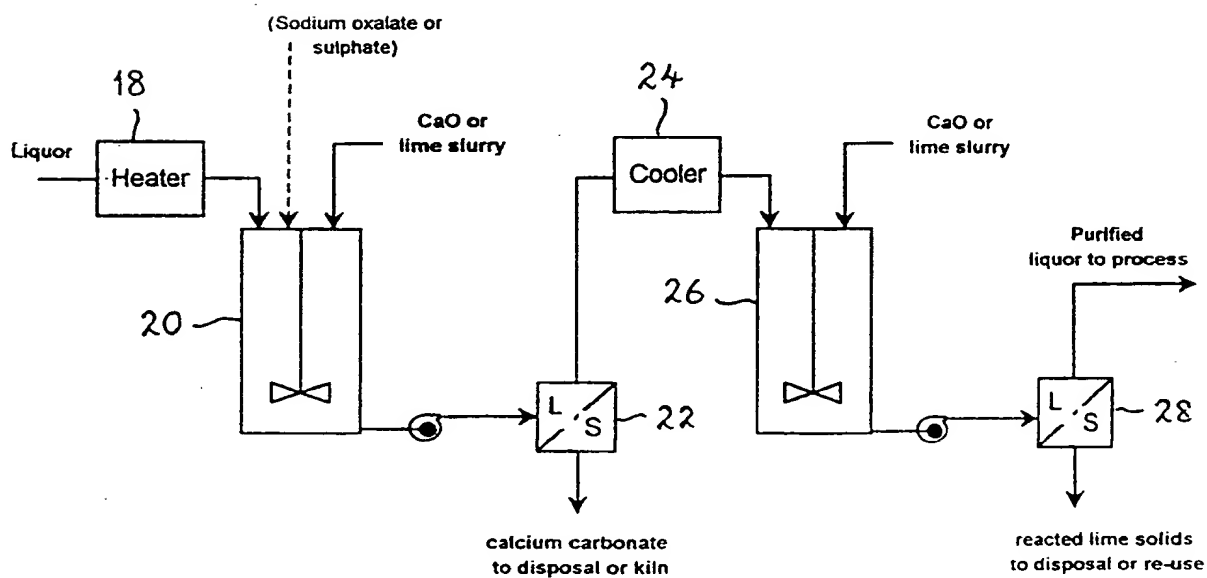 (Sodium oxalate or
sulphate)
18
24
CaO or
lime slurry
CaO or
lime slurry
Liquor
Heater
Cooler
Purified
liquor to process
20
26
L
S
22
L
S
28
calcium carbonate
to disposal or kiln
reacted lime solids
to disposal or re-use